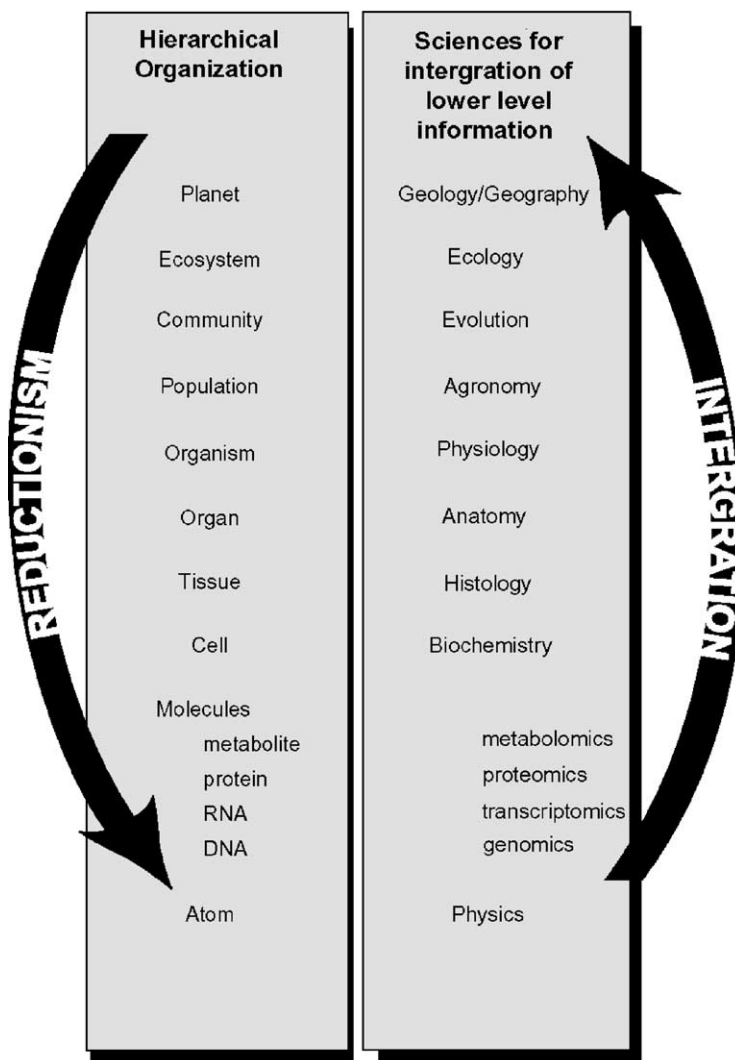 Hierarchical
Organization
Planet
Ecosystem
Community
Population
Organism
Organ
Tissue
Cell
Molecules
metabolite
protein
RNA
DNA
Atom
Sciences for
intergration of
lower level
information
Geology/Geography
Ecology
Evolution
Agronomy
Physiology
Anatomy
Histology
Biochemistry
metabolomics
proteomics
transcriptomics
genomics
Physics
REDUCTIONISM
INTERGRATION